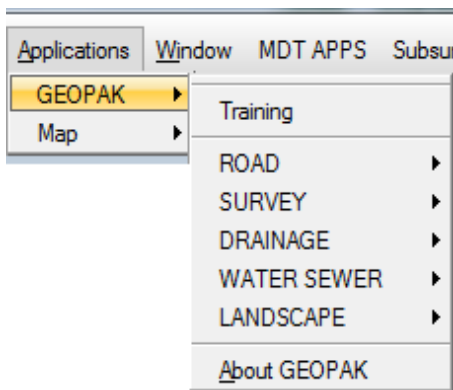 Applications Window MDT APPS
GEOPAK
Map
Training
ROAD
SURVEY
DRAINAGE
WATER SEWER
LANDSCAPE
About GEOPAK